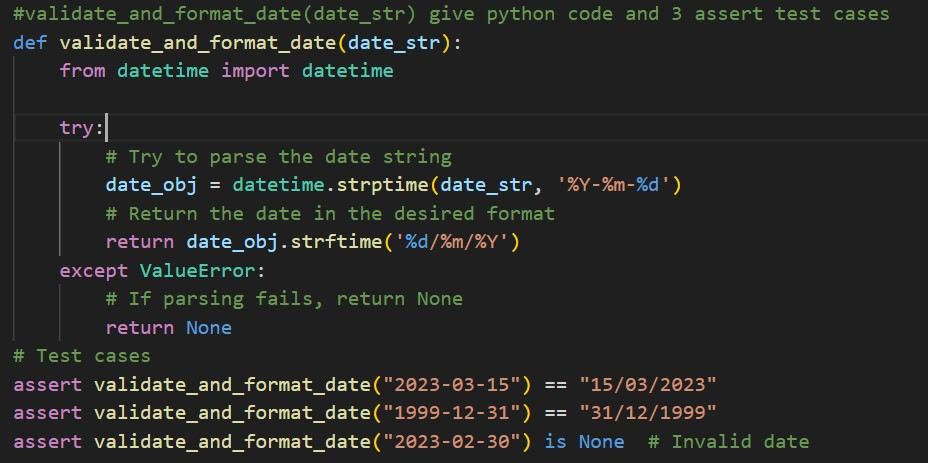 #validate_and_format_date(date_str) give python code and 3 assert test cases
def validate_and_format_date(date_str):
    from datetime import datetime

    try:
        # Try to parse the date string
        date_obj = datetime.strptime(date_str, '%Y-%m-%d')
        # Return the date in the desired format
        return date_obj.strftime('%d/%m/%Y')
    except ValueError:
        # If parsing fails, return None
        return None
# Test cases
assert validate_and_format_date("2023-03-15") == "15/03/2023"
assert validate_and_format_date("1999-12-31") == "31/12/1999"
assert validate_and_format_date("2023-02-30") is None  # Invalid date